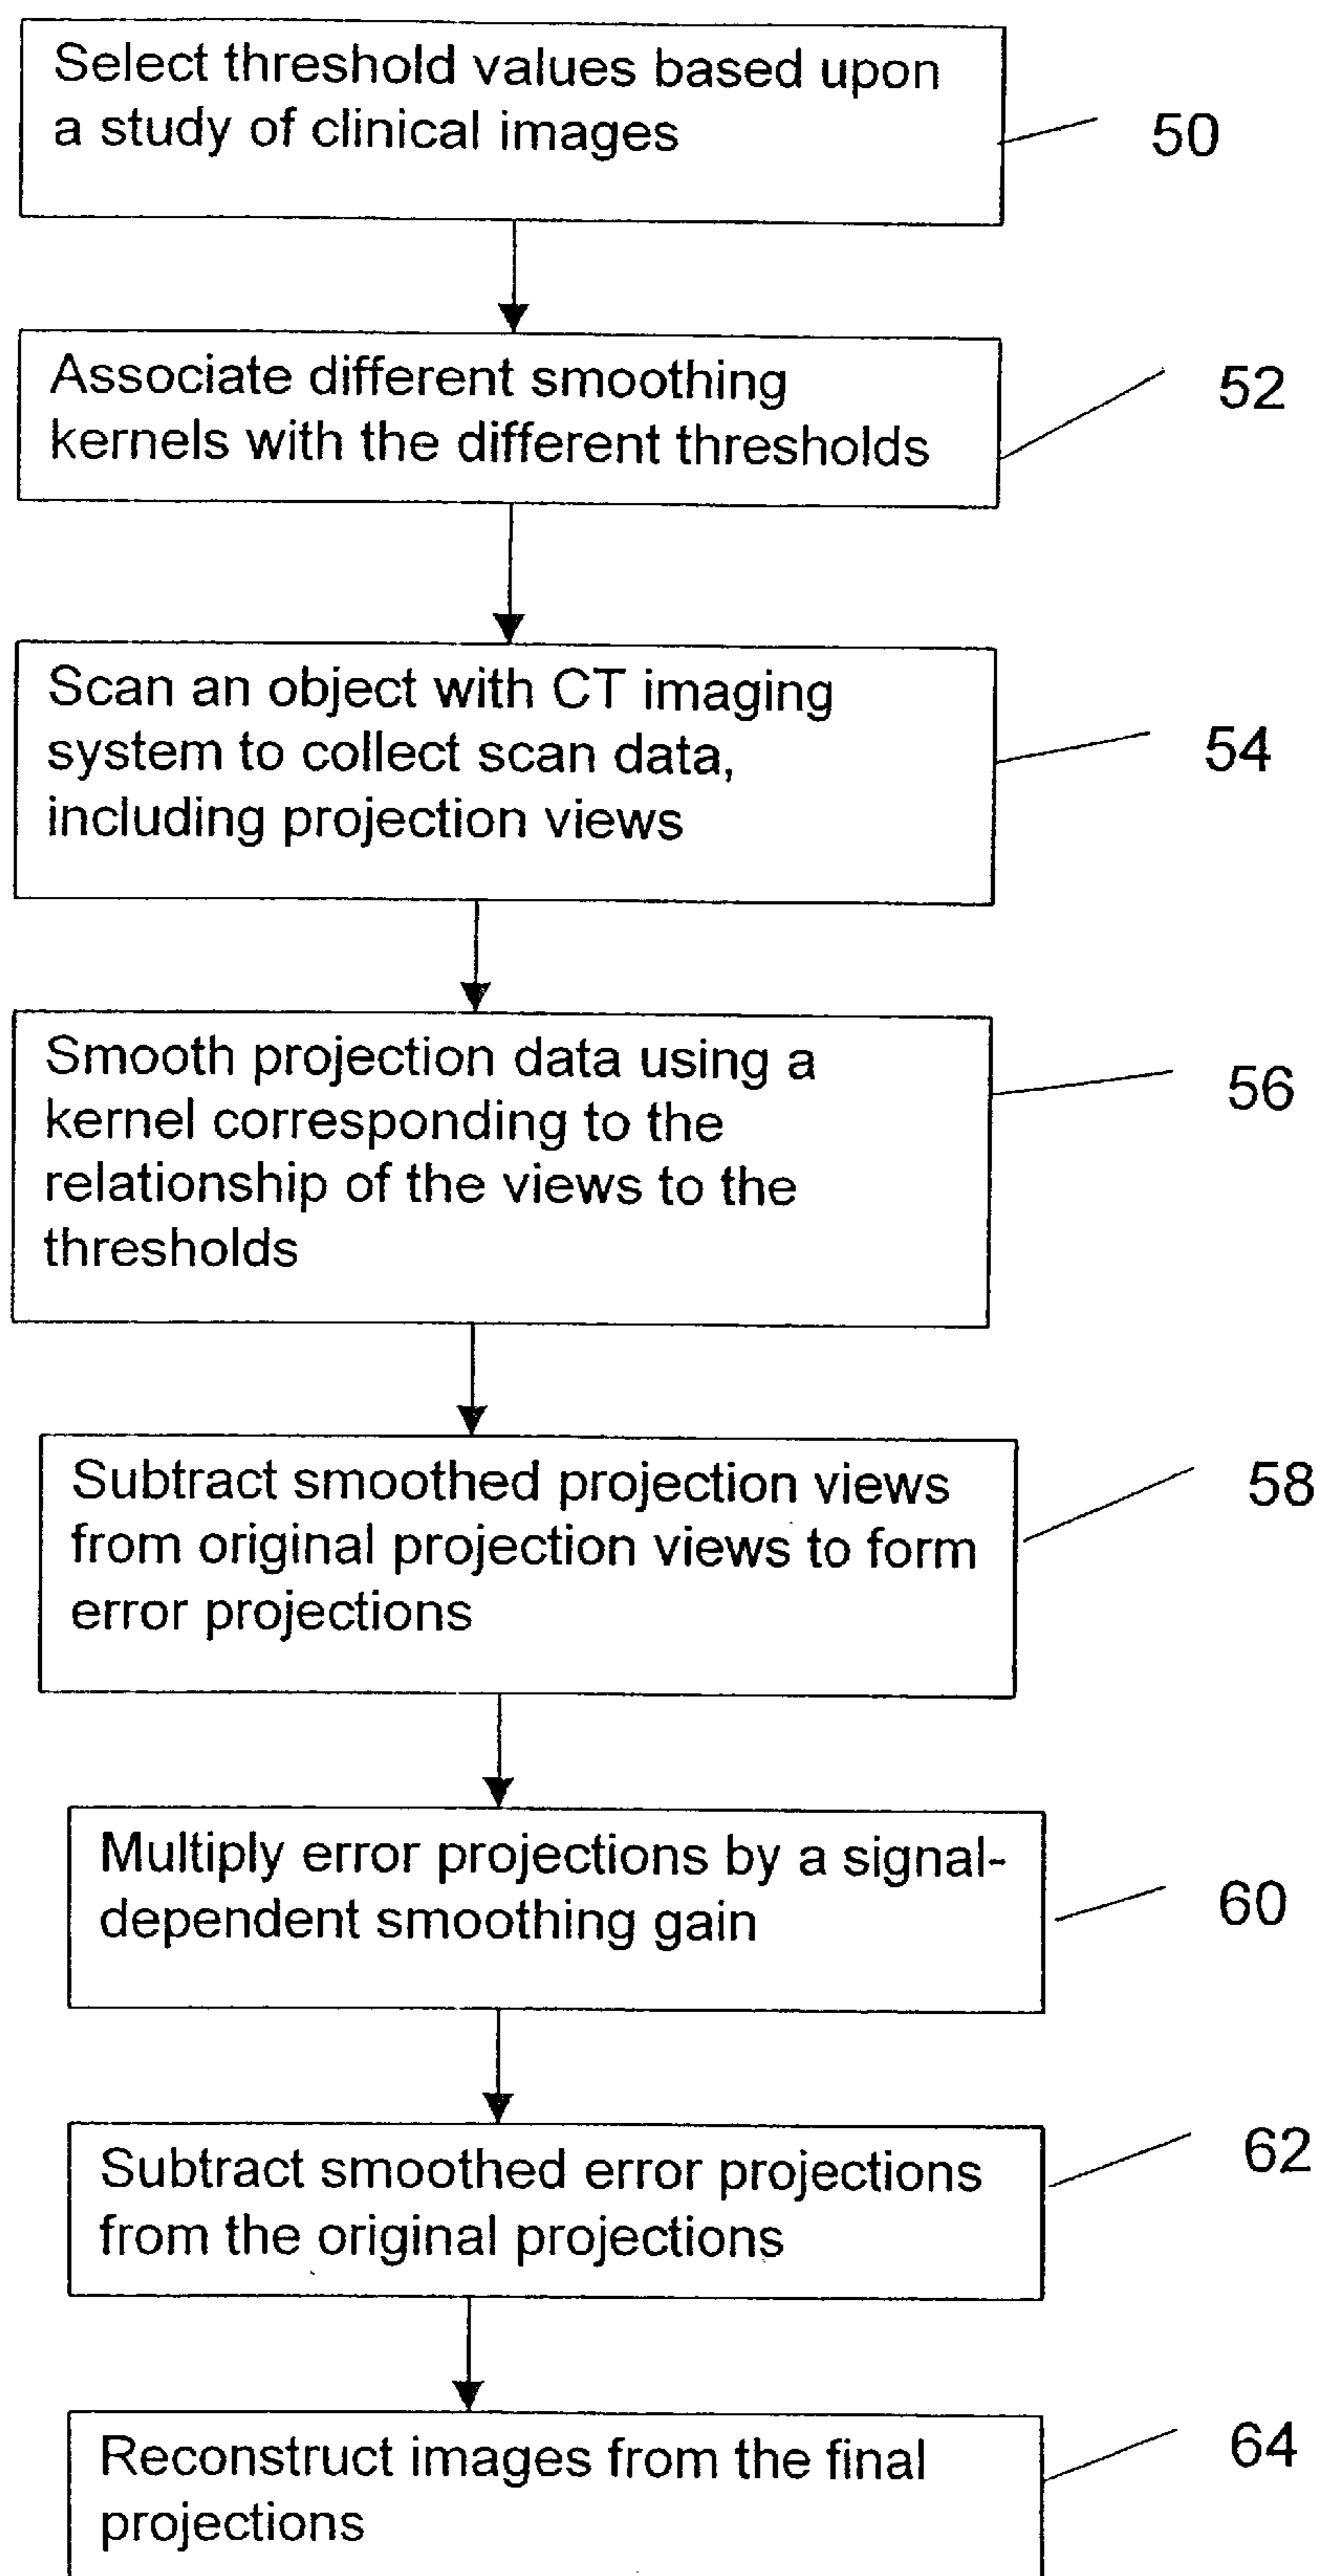 Select threshold values based upon
a study of clinical images
50
Associate different smoothing
kernels with the different thresholds
52
Scan an object with CT imaging
system to collect scan data,
including projection views
54
Smooth projection data using a
kernel corresponding to the
relationship of the views to the
thresholds
56
Subtract smoothed projection views
from original projection views to form
error projections
58
Multiply error projections by a signal-
dependent smoothing gain
60
Subtract smoothed error projections
from the original projections
62
Reconstruct images from the final
projections
64